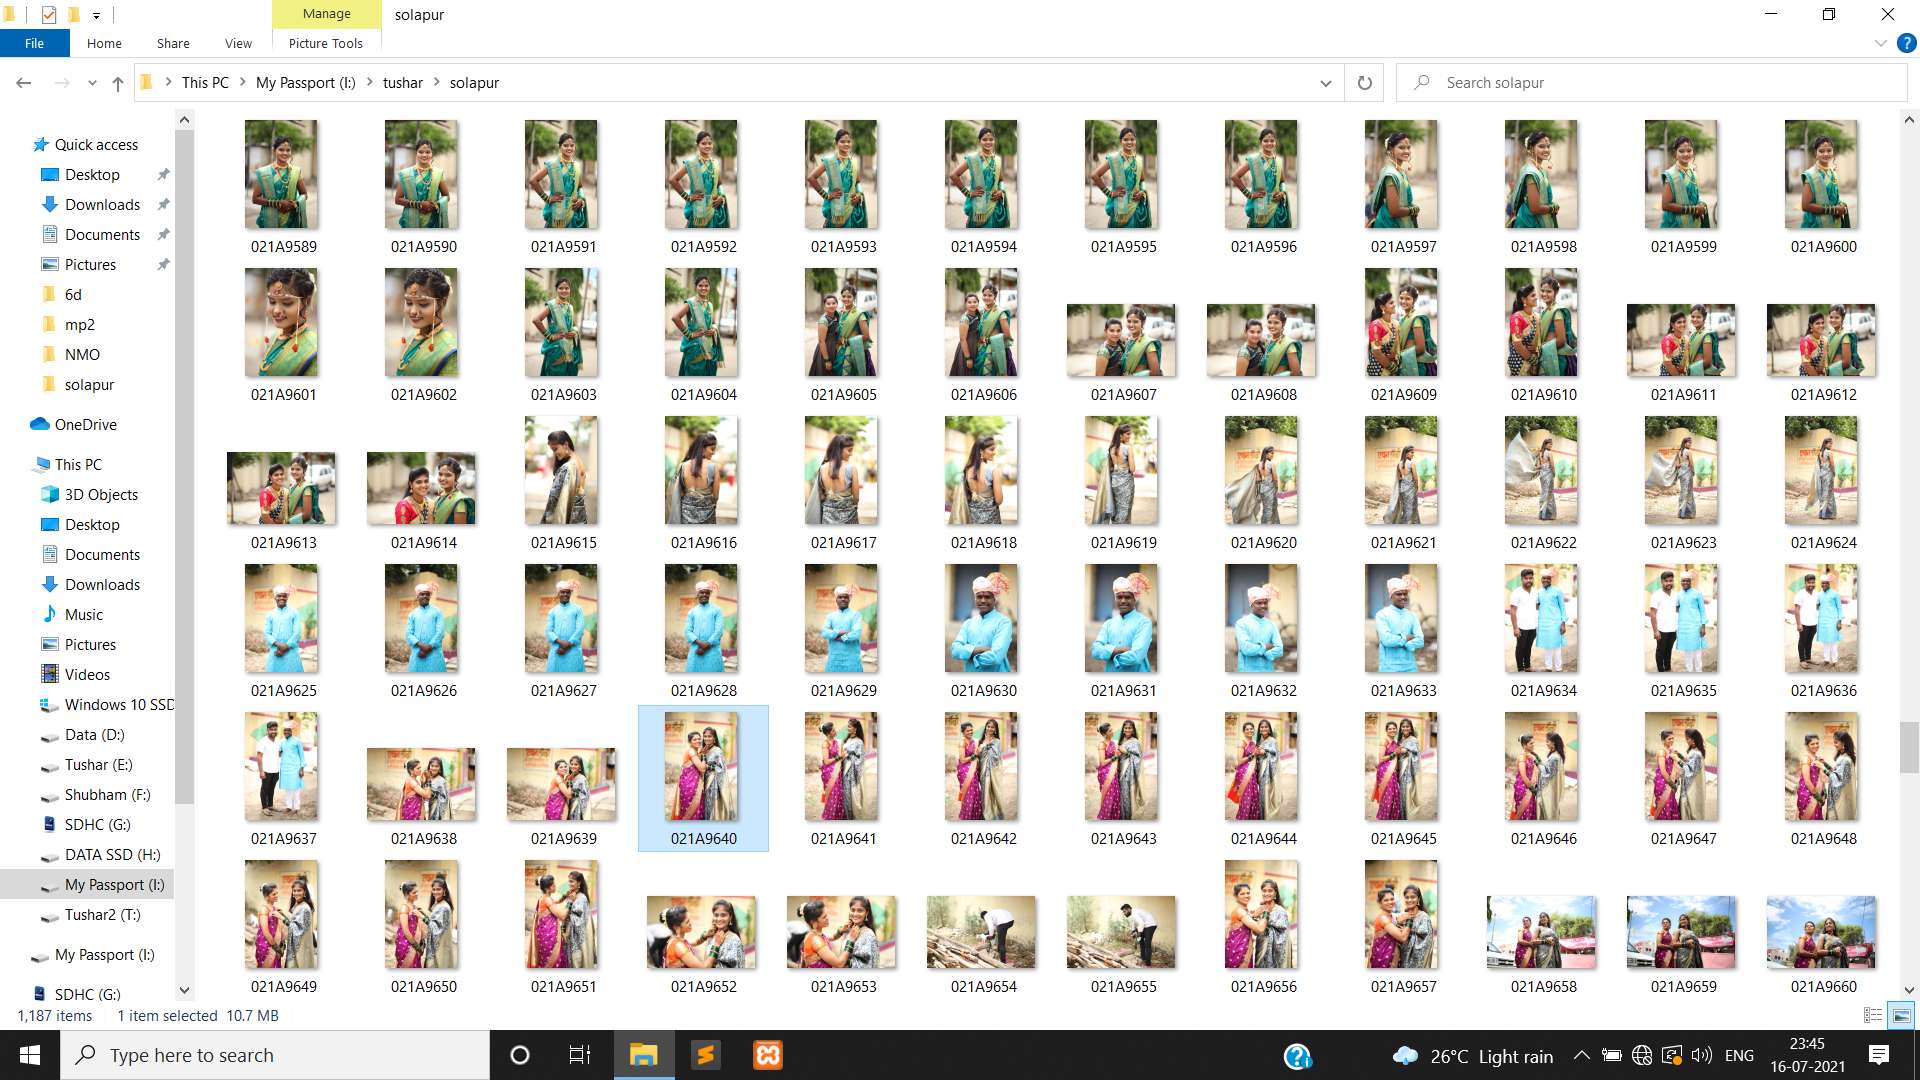 Manage
solapur
File
Home
Share
View
Picture Tools
This PC
My Passport (I:)
tushar
solapur
Search solapur
Quick access
Desktop
Downloads
Documents
Pictures
6d
mp2
NMO
solapur
OneDrive
This PC
3D Objects
Desktop
Documents
Downloads
Music
Pictures
Videos
Windows 10 SSD
Data (D:)
Tushar (E:)
Shubham (F:)
SDHC (G:)
DATA SSD (H:)
My Passport (I:)
Tushar2 (T:)
My Passport (I:)
SDHC (G:)
021A9589 021A9590 021A9591 021A9592 021A9593 021A9594 021A9595 021A9596 021A9597 021A9598 021A9599 021A9600
021A9601 021A9602 021A9603 021A9604 021A9605 021A9606 021A9607 021A9608 021A9609 021A9610 021A9611 021A9612
021A9613 021A9614 021A9615 021A9616 021A9617 021A9618 021A9619 021A9620 021A9621 021A9622 021A9623 021A9624
021A9625 021A9626 021A9627 021A9628 021A9629 021A9630 021A9631 021A9632 021A9633 021A9634 021A9635 021A9636
021A9637 021A9638 021A9639 021A9640 021A9641 021A9642 021A9643 021A9644 021A9645 021A9646 021A9647 021A9648
021A9649 021A9650 021A9651 021A9652 021A9653 021A9654 021A9655 021A9656 021A9657 021A9658 021A9659 021A9660
1,187 items 1 item selected 10.7 MB
Type here to search
26°C Light rain
ENG
23:45
16-07-2021